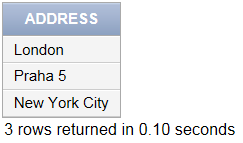 ADDRESS
London
Praha 5
New York City
3 rows returned in 0.10 seconds